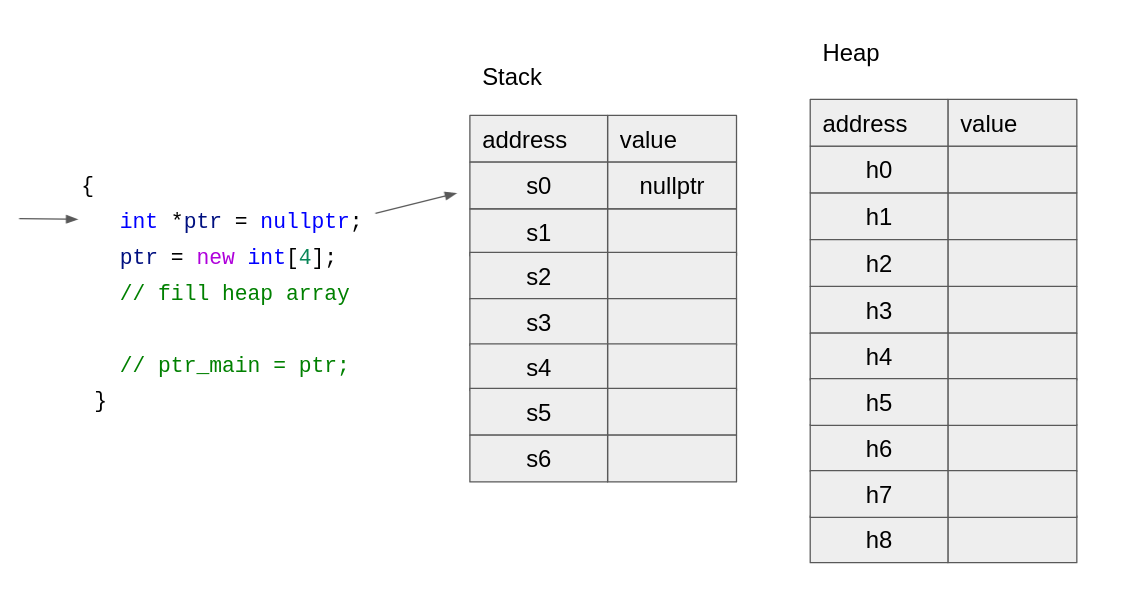 {
int *ptr = nullptr;
ptr = new int[4];
// fill heap array
// ptr_main = ptr;
}
Stack
address value
s0 nullptr
s1
s2
s3
s4
s5
s6
Heap
address value
h0
h1
h2
h3
h4
h5
h6
h7
h8